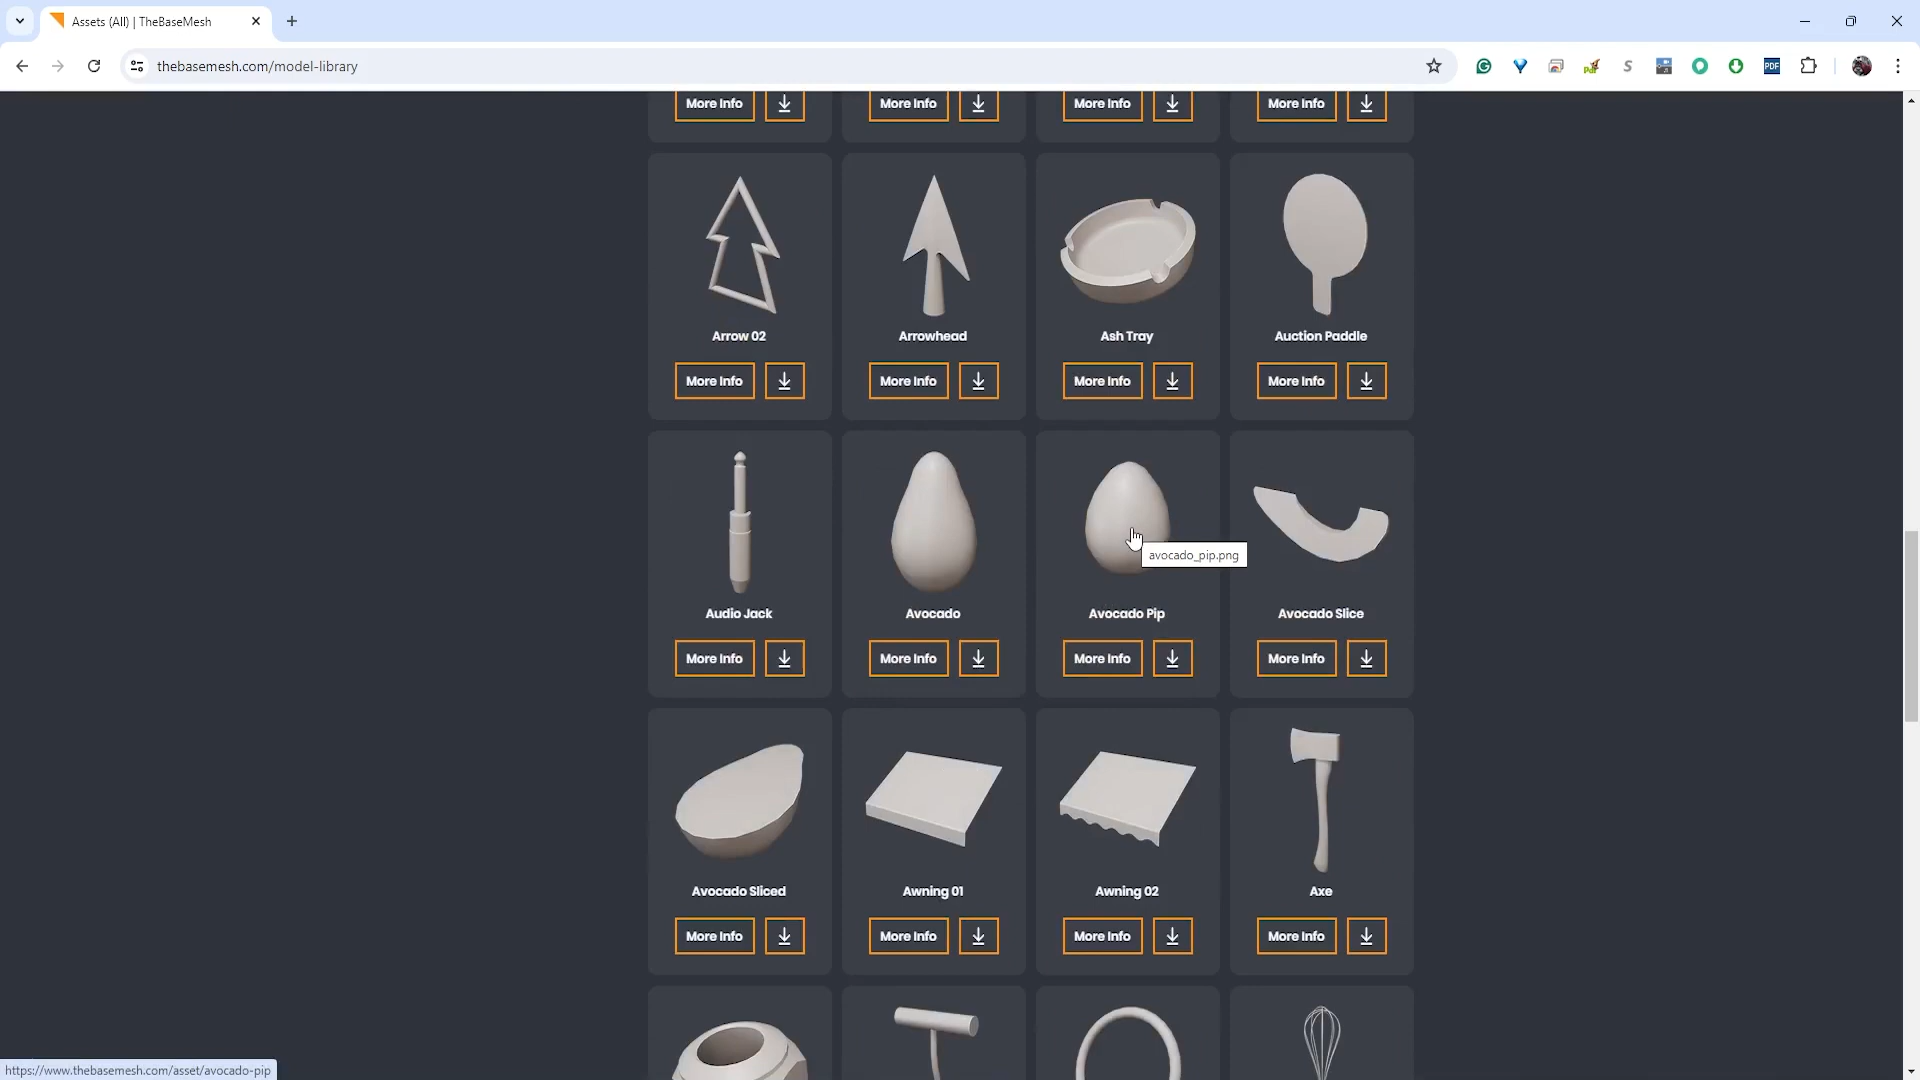 Assets (All) | TheBaseMesh
thebasemesh.com/model-library
PDF
More Info More Info More Info More Info
Arrow 02 Arrowhead Ash Tray Auction Paddle
More Info More Info More Info More Info
avocado_pip.png
Audio Jack Avocado Avocado Pip Avocado Slice
More Info More Info More Info More Info
Avocado Sliced Awning 01 Awning 02 Axe
More Info More Info More Info More Info
https://www.thebasemesh.com/asset/avocado-pip